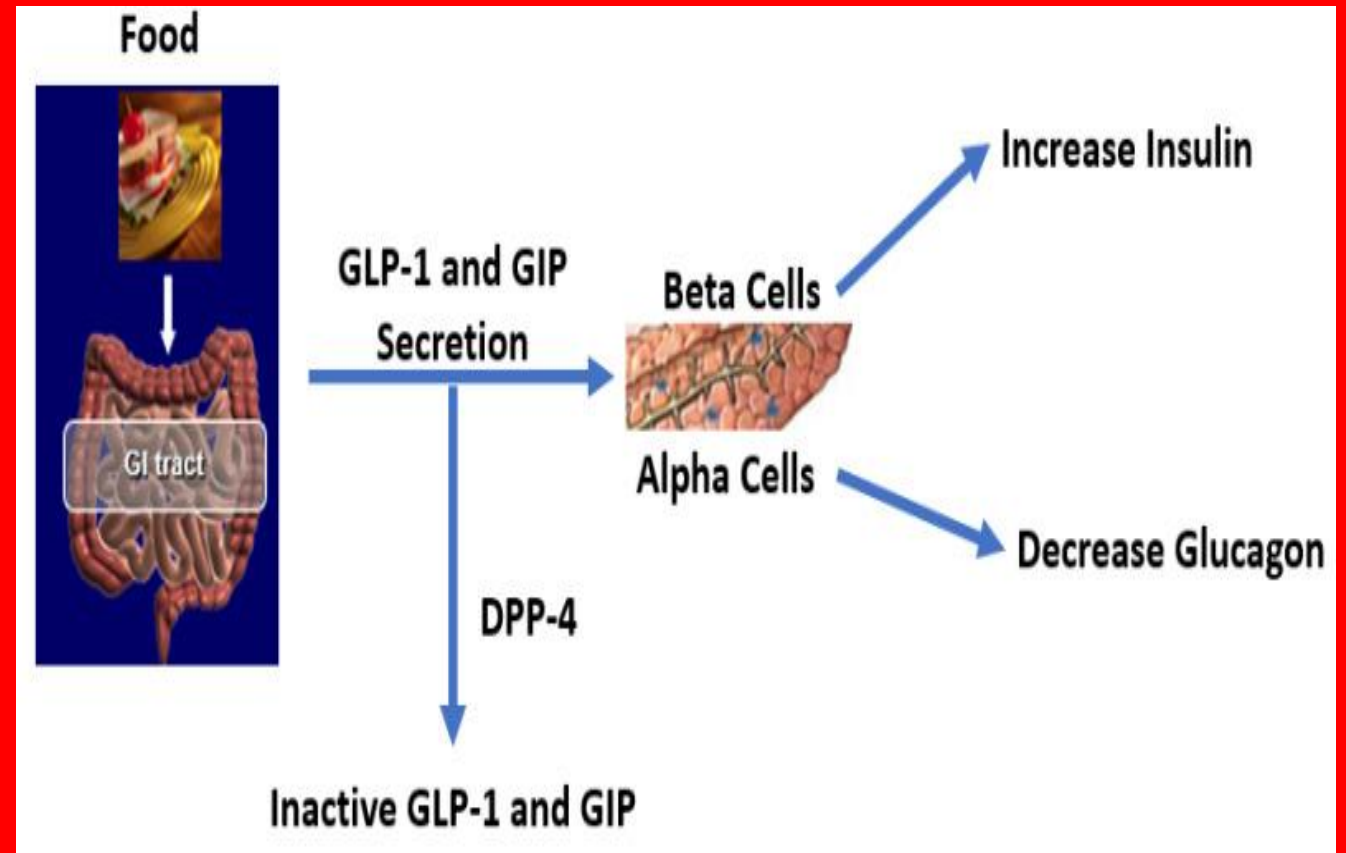 Food
GI tract
GLP-1 and GIP
Secretion
DPP-4
Inactive GLP-1 and GIP
Beta Cells
Alpha Cells
Increase Insulin
Decrease Glucagon